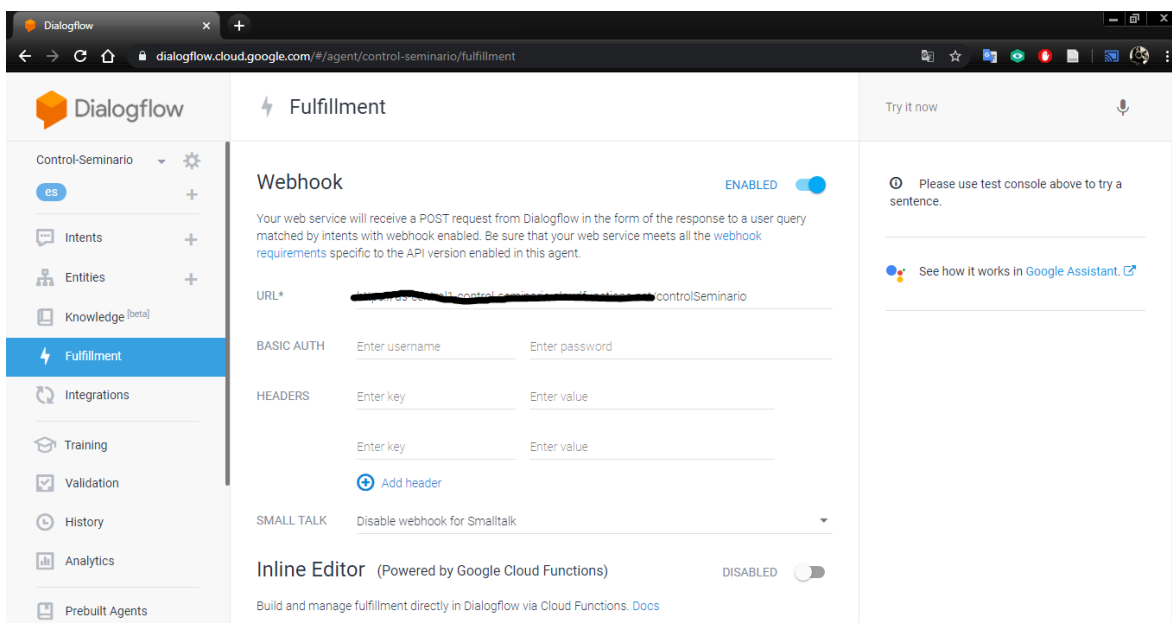 Dialogflow
dialogflow.cloud.google.com/#/agent/control-seminario/fulfillment
Dialogflow
Fulfillment
Try it now
Control-Seminario
es
Intents
Entities
Knowledge [beta]
Fulfillment
Integrations
Training
Validation
History
Analytics
Prebuilt Agents
Webhook
ENABLED
Your web service will receive a POST request from Dialogflow in the form of the response to a user query
matched by intents with webhook enabled. Be sure that your web service meets all the webhook
requirements specific to the API version enabled in this agent.
URL* /controlSeminario
BASIC AUTH Enter username Enter password
HEADERS Enter key Enter value
Enter key Enter value
Add header
SMALL TALK Disable webhook for Smalltalk
Inline Editor (Powered by Google Cloud Functions) DISABLED
Build and manage fulfillment directly in Dialogflow via Cloud Functions. Docs
Please use test console above to try a
sentence.
See how it works in Google Assistant.